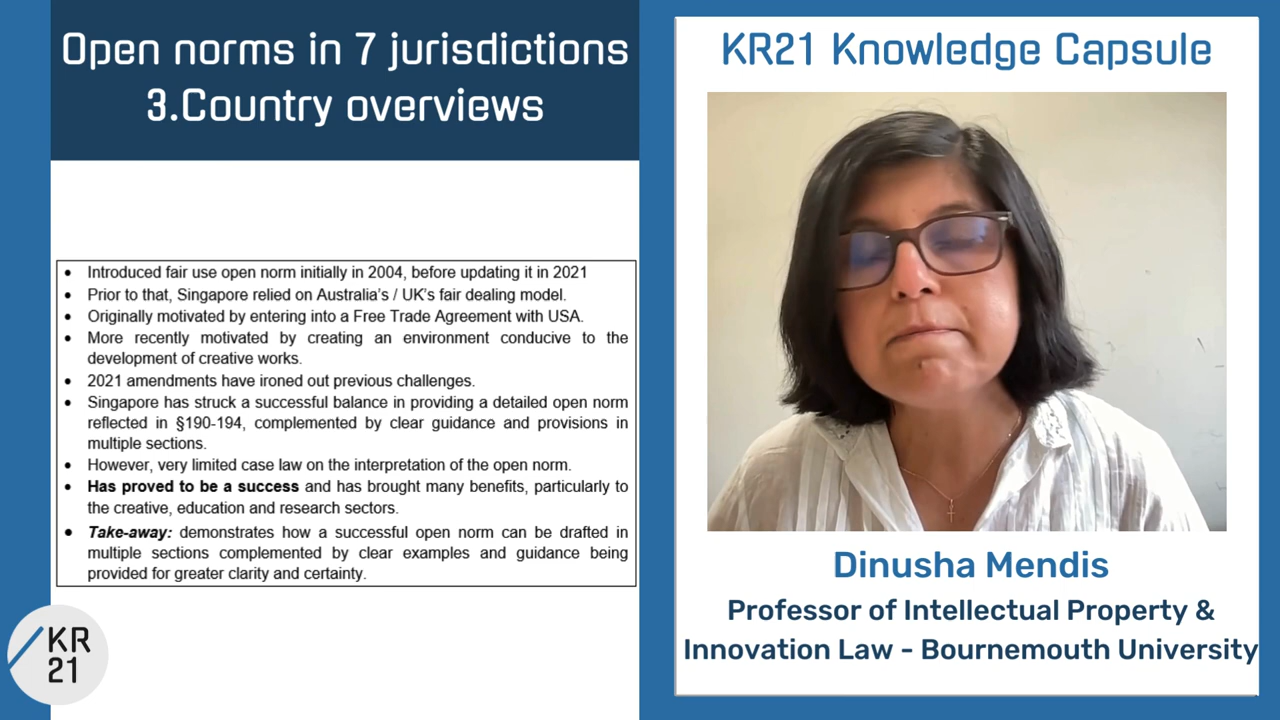 Open norms in 7 jurisdictions
3.Country overviews
• Introduced fair use open norm initially in 2004, before updating it in 2021
• Prior to that, Singapore relied on Australia's / UK's fair dealing model.
• Originally motivated by entering into a Free Trade Agreement with USA.
• More recently motivated by creating an environment conducive to the
development of creative works.
• 2021 amendments have ironed out previous challenges.
• Singapore has struck a successful balance in providing a detailed open norm
reflected in §190-194, complemented by clear guidance and provisions in
multiple sections.
• However, very limited case law on the interpretation of the open norm.
• Has proved to be a success and has brought many benefits, particularly to
the creative, education and research sectors.
• Take-away: demonstrates how a successful open norm can be drafted in
multiple sections complemented by clear examples and guidance being
provided for greater clarity and certainty.
KR
21
KR21 Knowledge Capsule
Dinusha Mendis
Professor of Intellectual Property &
Innovation Law - Bournemouth University